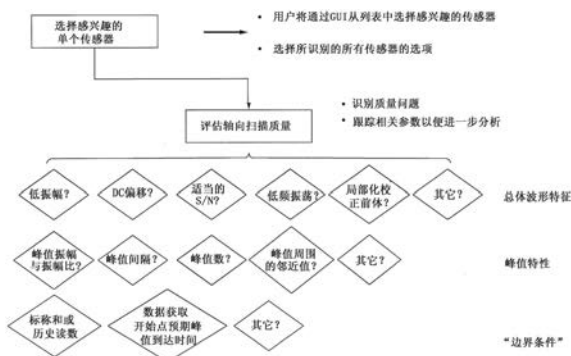 选择感兴趣的
单个传感器
• 用户将通过GUI从列表中选择感兴趣的传感器
• 选择所识别的所有传感器的选项
评估轴向扫描质量
• 识别质量问题
• 跟踪相关参数以便进一步分析
低振幅？
DC偏移？
适当的
S/N？
低频振荡？
局部化校
正前体？
其它？
总体波形特征
峰值振幅
与振幅比？
峰值间隔？
峰值数？
峰值周围
的邻近值？
其它？
峰值特性
标称和或
历史读数
数据获取
开始点预期峰
值到达时间
其它？
“边界条件”